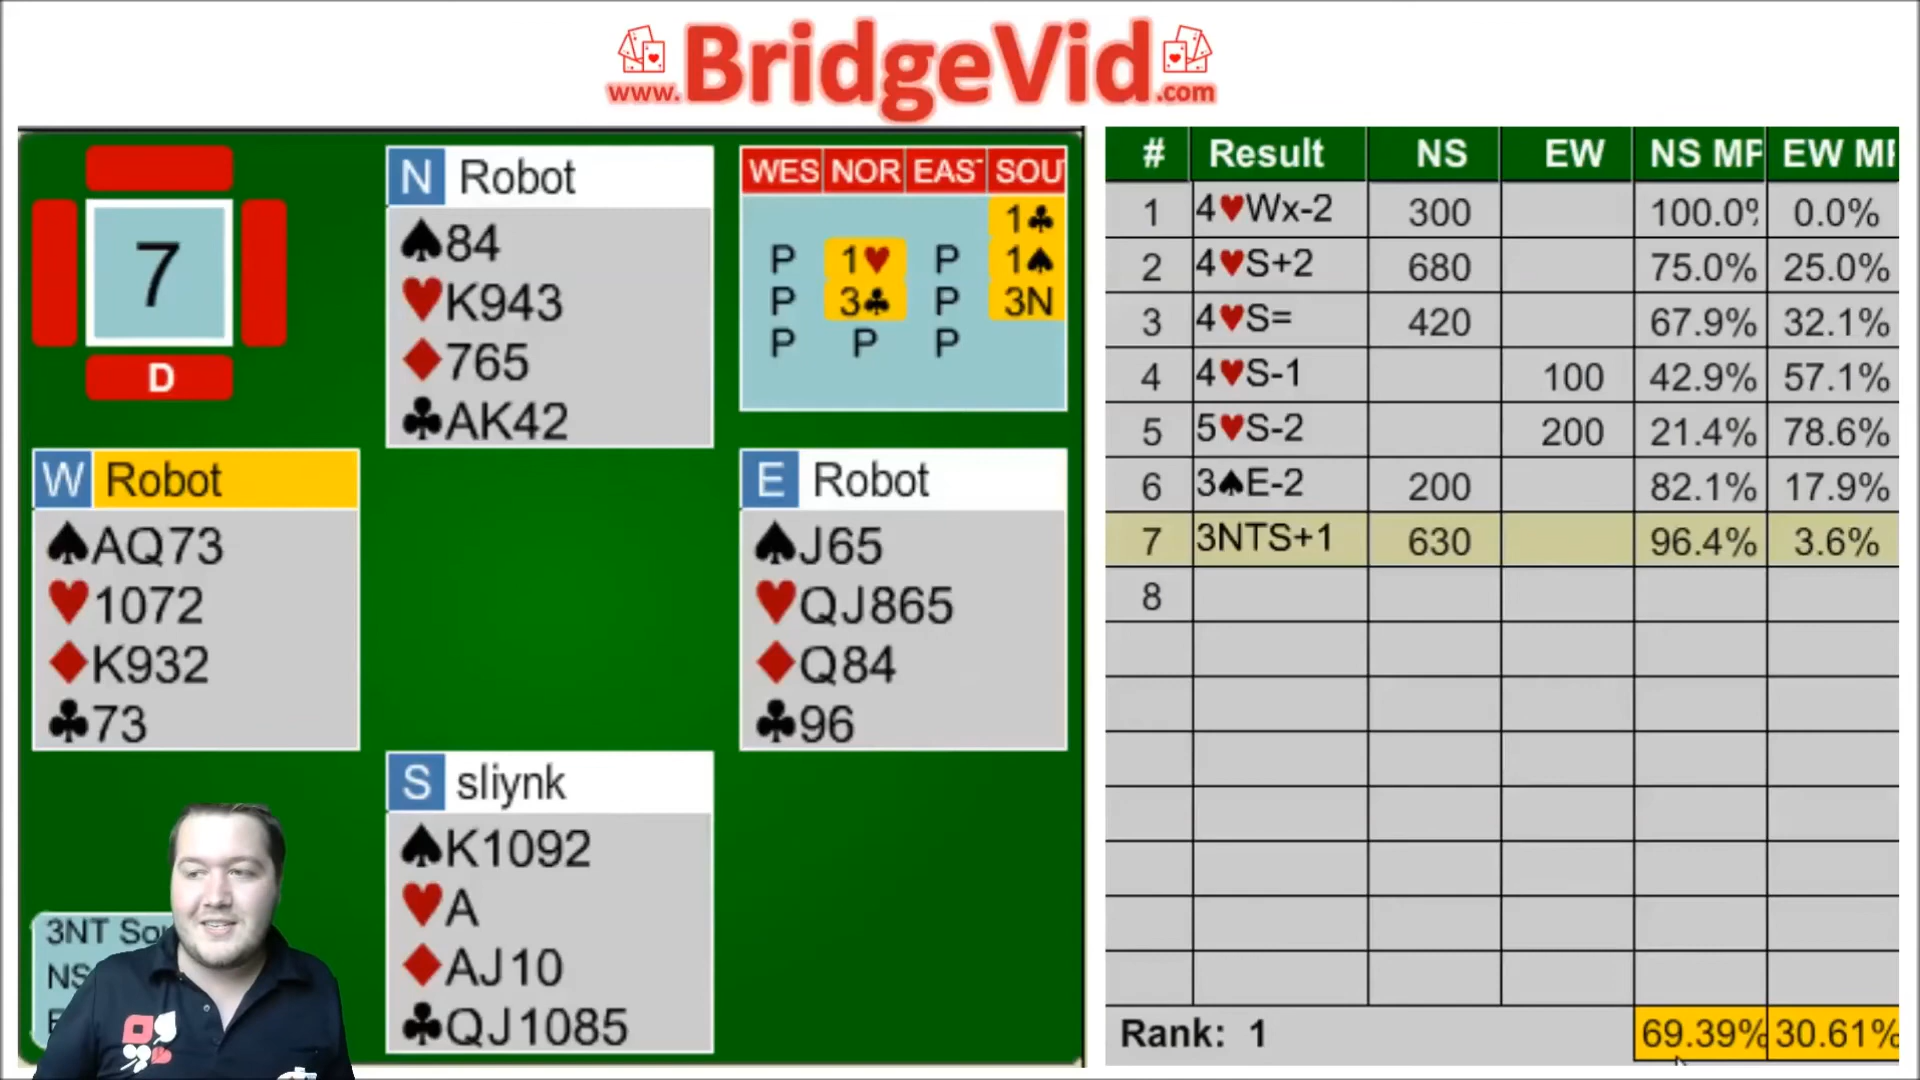 www.BridgeVid.com
7
D
N Robot
♠84
♥K943
♦765
♣AK42
WES NOR EAS SOU
1♣
P 1♥ P 1♠
P 3♣ P 3N
P P P
W Robot
♠AQ73
♥1072
♦K932
♣73
E Robot
♠J65
♥QJ865
♦Q84
♣96
S sliynk
♠K1092
♥A
♦AJ10
♣QJ1085
3NT Sou
NS
# Result NS EW NS MP EW MP
1 4♥Wx-2 300 100.0% 0.0%
2 4♥S+2 680 75.0% 25.0%
3 4♥S= 420 67.9% 32.1%
4 4♥S-1 100 42.9% 57.1%
5 5♥S-2 200 21.4% 78.6%
6 3♠E-2 200 82.1% 17.9%
7 3NTS+1 630 96.4% 3.6%
8
Rank: 1 69.39% 30.61%